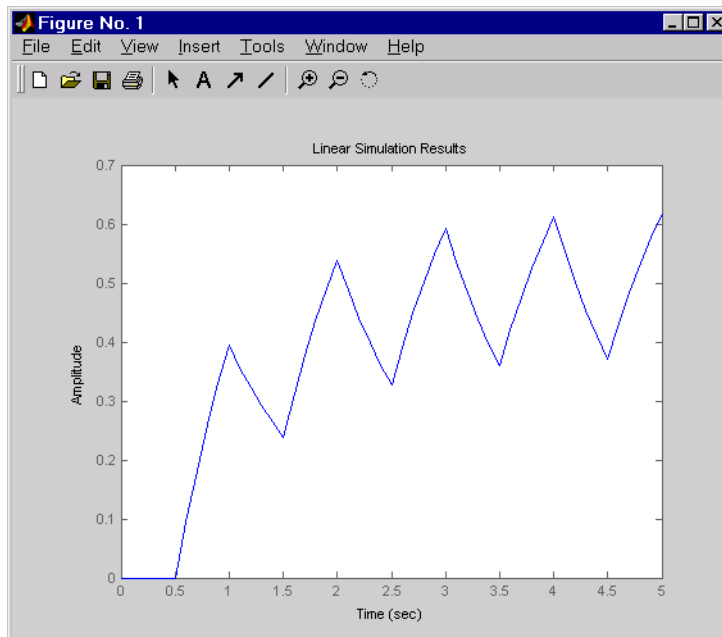 Figure No. 1
File Edit View Insert Tools Window Help
A
Linear Simulation Results
0.7
0.6
0.5
0.4
0.3
0.2
0.1
0
Amplitude
0 0.5 1 1.5 2 2.5 3 3.5 4 4.5 5
Time (sec)